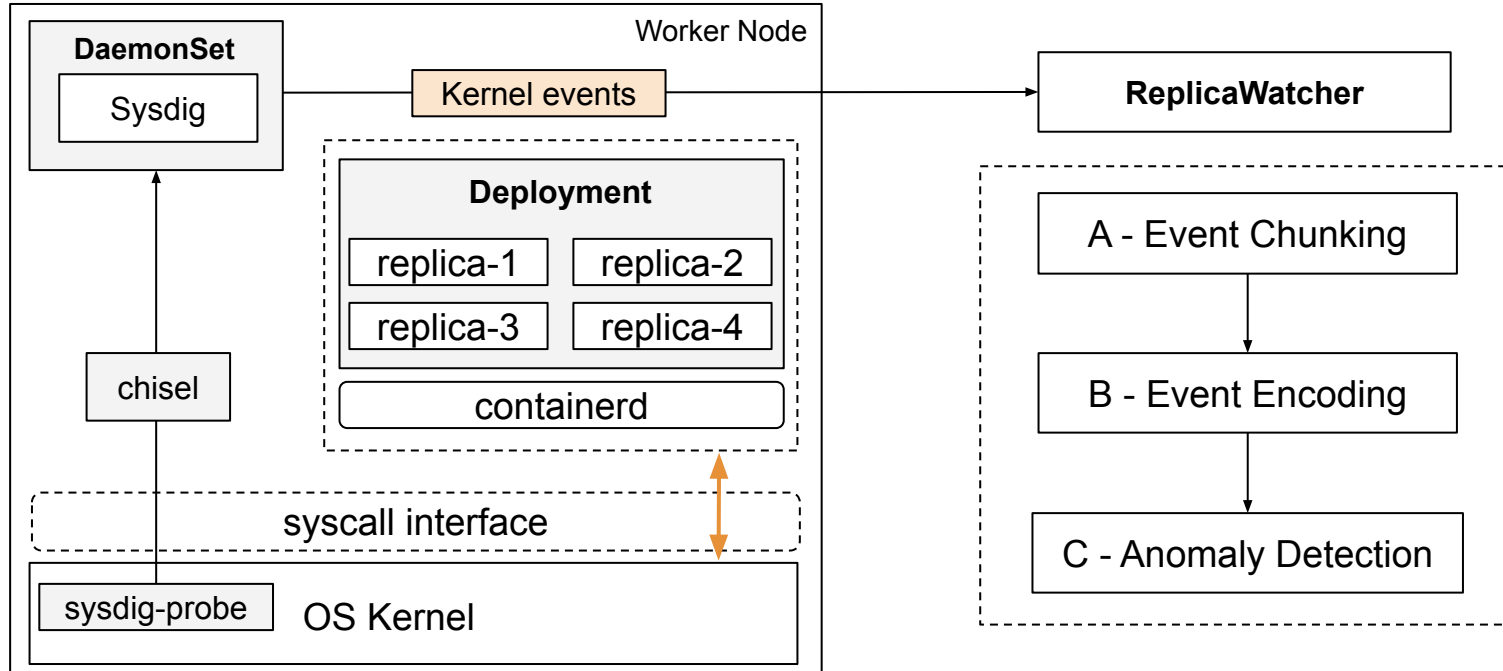 Worker Node
DaemonSet
Sysdig
Kernel events
ReplicaWatcher
Deployment
replica-1
replica-2
replica-3
replica-4
containerd
chisel
syscall interface
sysdig-probe
OS Kernel
A - Event Chunking
B - Event Encoding
C - Anomaly Detection